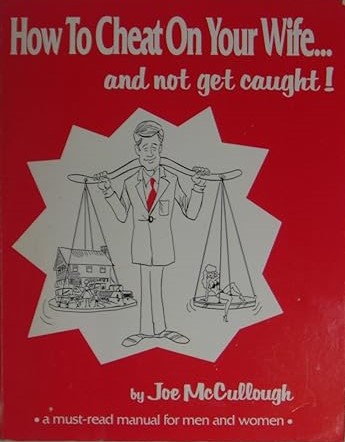 How To Cheat On Your Wife...
and not get caught!
by Joe McCullough
• a must-read manual for men and women •